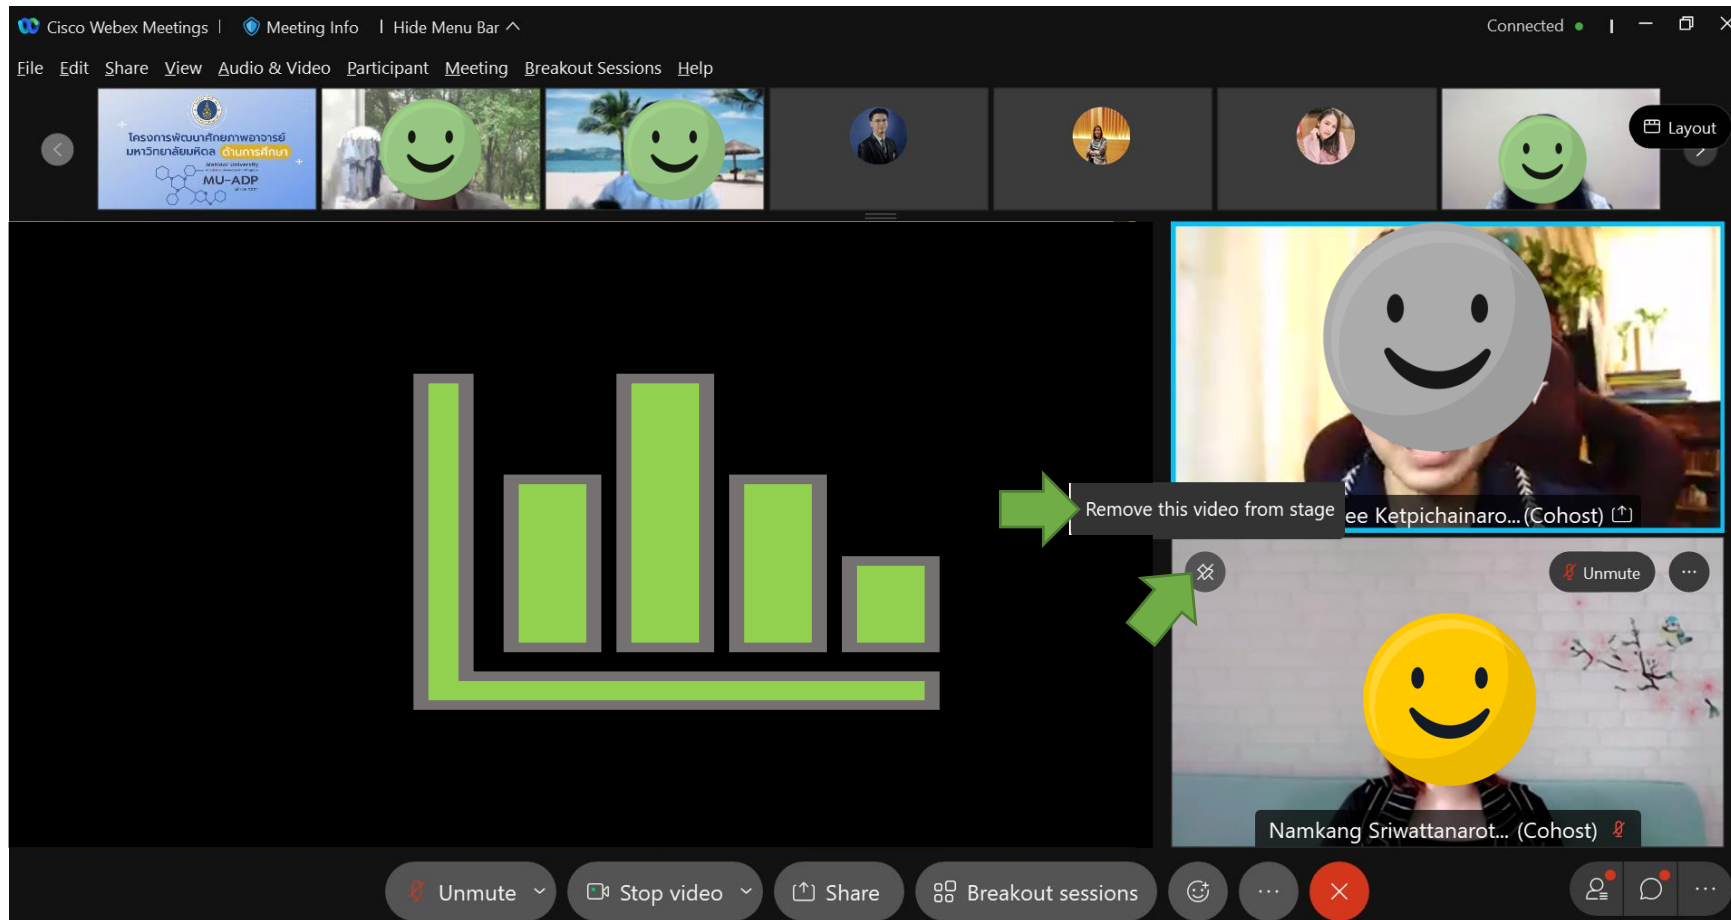 Cisco Webex Meetings | Meeting Info | Hide Menu Bar
Connected
File Edit Share View Audio & Video Participant Meeting Breakout Sessions Help
โครงการพัฒนาศักยภาพอาจารย์
มหาวิทยาลัยมหิดล ด้านการศึกษา
Mahidol University
MU-ADP
Layout
Remove this video from stage
ee Ketpichainaro... (Cohost)
Unmute
Namkang Sriwattanarot... (Cohost)
Unmute
Stop video
Share
Breakout sessions